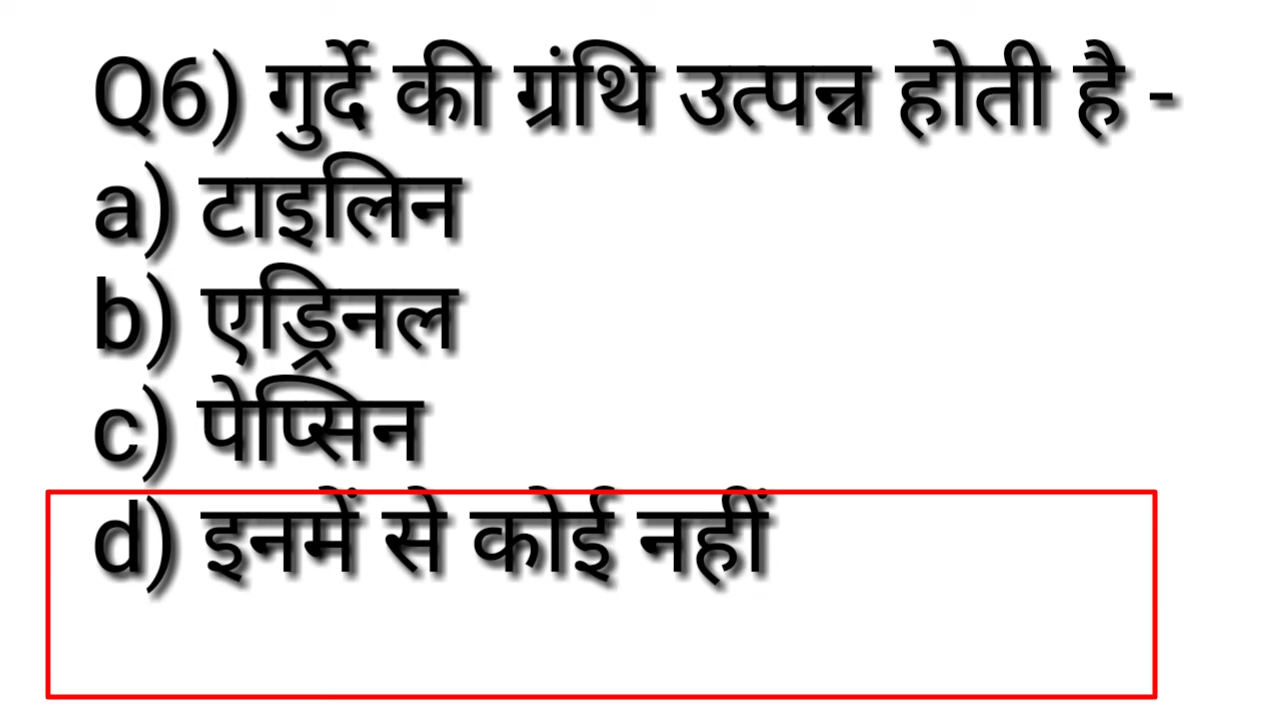 Q6) गुर्दे की ग्रंथि उत्पन्न होती है -
a) टाइलिन
b) एड्रिनल
c) पेप्सिन
d) इनमें से कोई नहीं